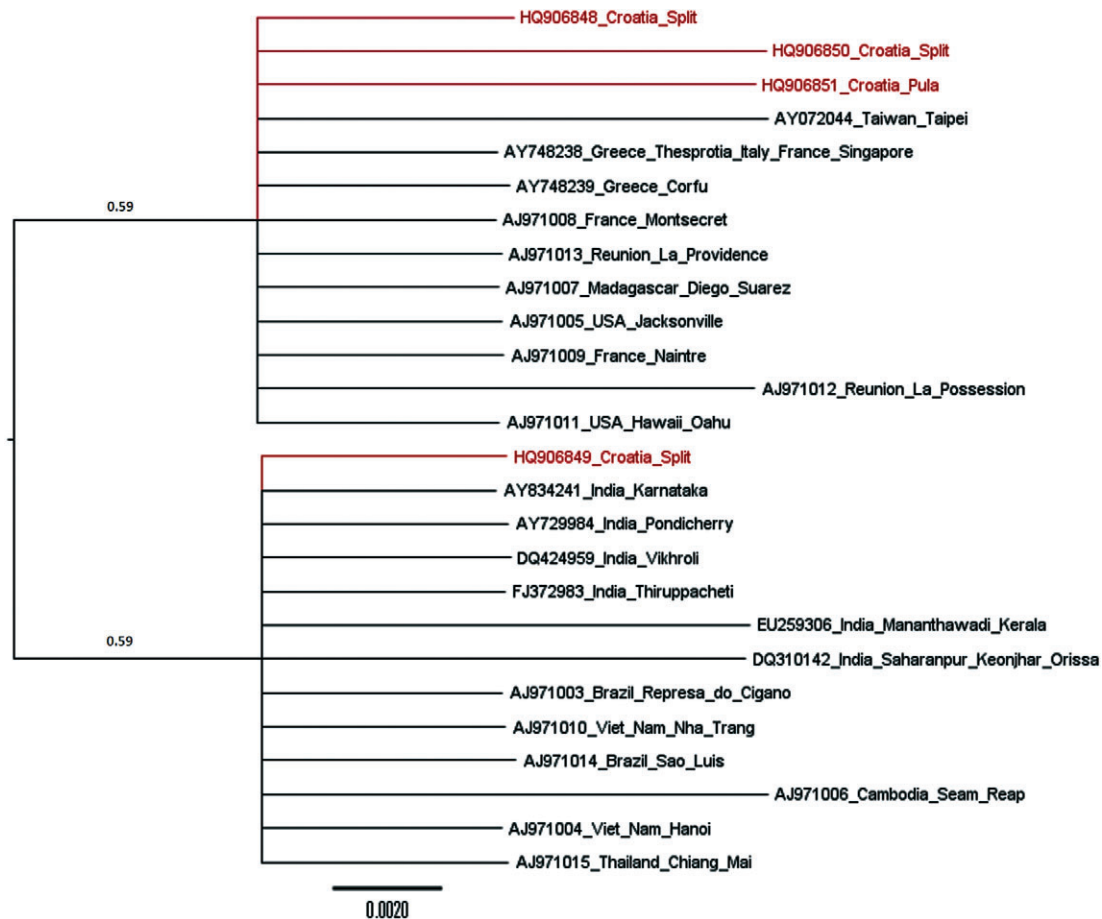 HQ906848_Croatia_Split
HQ906850_Croatia_Split
HQ906851_Croatia_Pula
AY072044_Taiwan_Taipei
AY748238_Greece_Thesprotia_Italy_France_Singapore
AY748239_Greece_Corfu
0.59
AJ971008_France_Montsecret
AJ971013_Reunion_La_Providence
AJ971007_Madagascar_Diego_Suarez
AJ971005_USA_Jacksonville
AJ971009_France_Naintre
AJ971012_Reunion_La_Possession
AJ971011_USA_Hawaii_Oahu
HQ906849_Croatia_Split
AY834241_India_Karnataka
AY729984_India_Pondicherry
DQ424959_India_Vikhroli
FJ372983_India_Thiruppacheti
EU259306_India_Mananthawadi_Kerala
0.59
DQ310142_India_Saharanpur_Keonjhar_Orissa
AJ971003_Brazil_Represa_do_Cigano
AJ971010_Viet_Nam_Nha_Trang
AJ971014_Brazil_Sao_Luis
AJ971006_Cambodia_Seam_Reap
AJ971004_Viet_Nam_Hanoi
AJ971015_Thailand_Chiang_Mai
0.0020